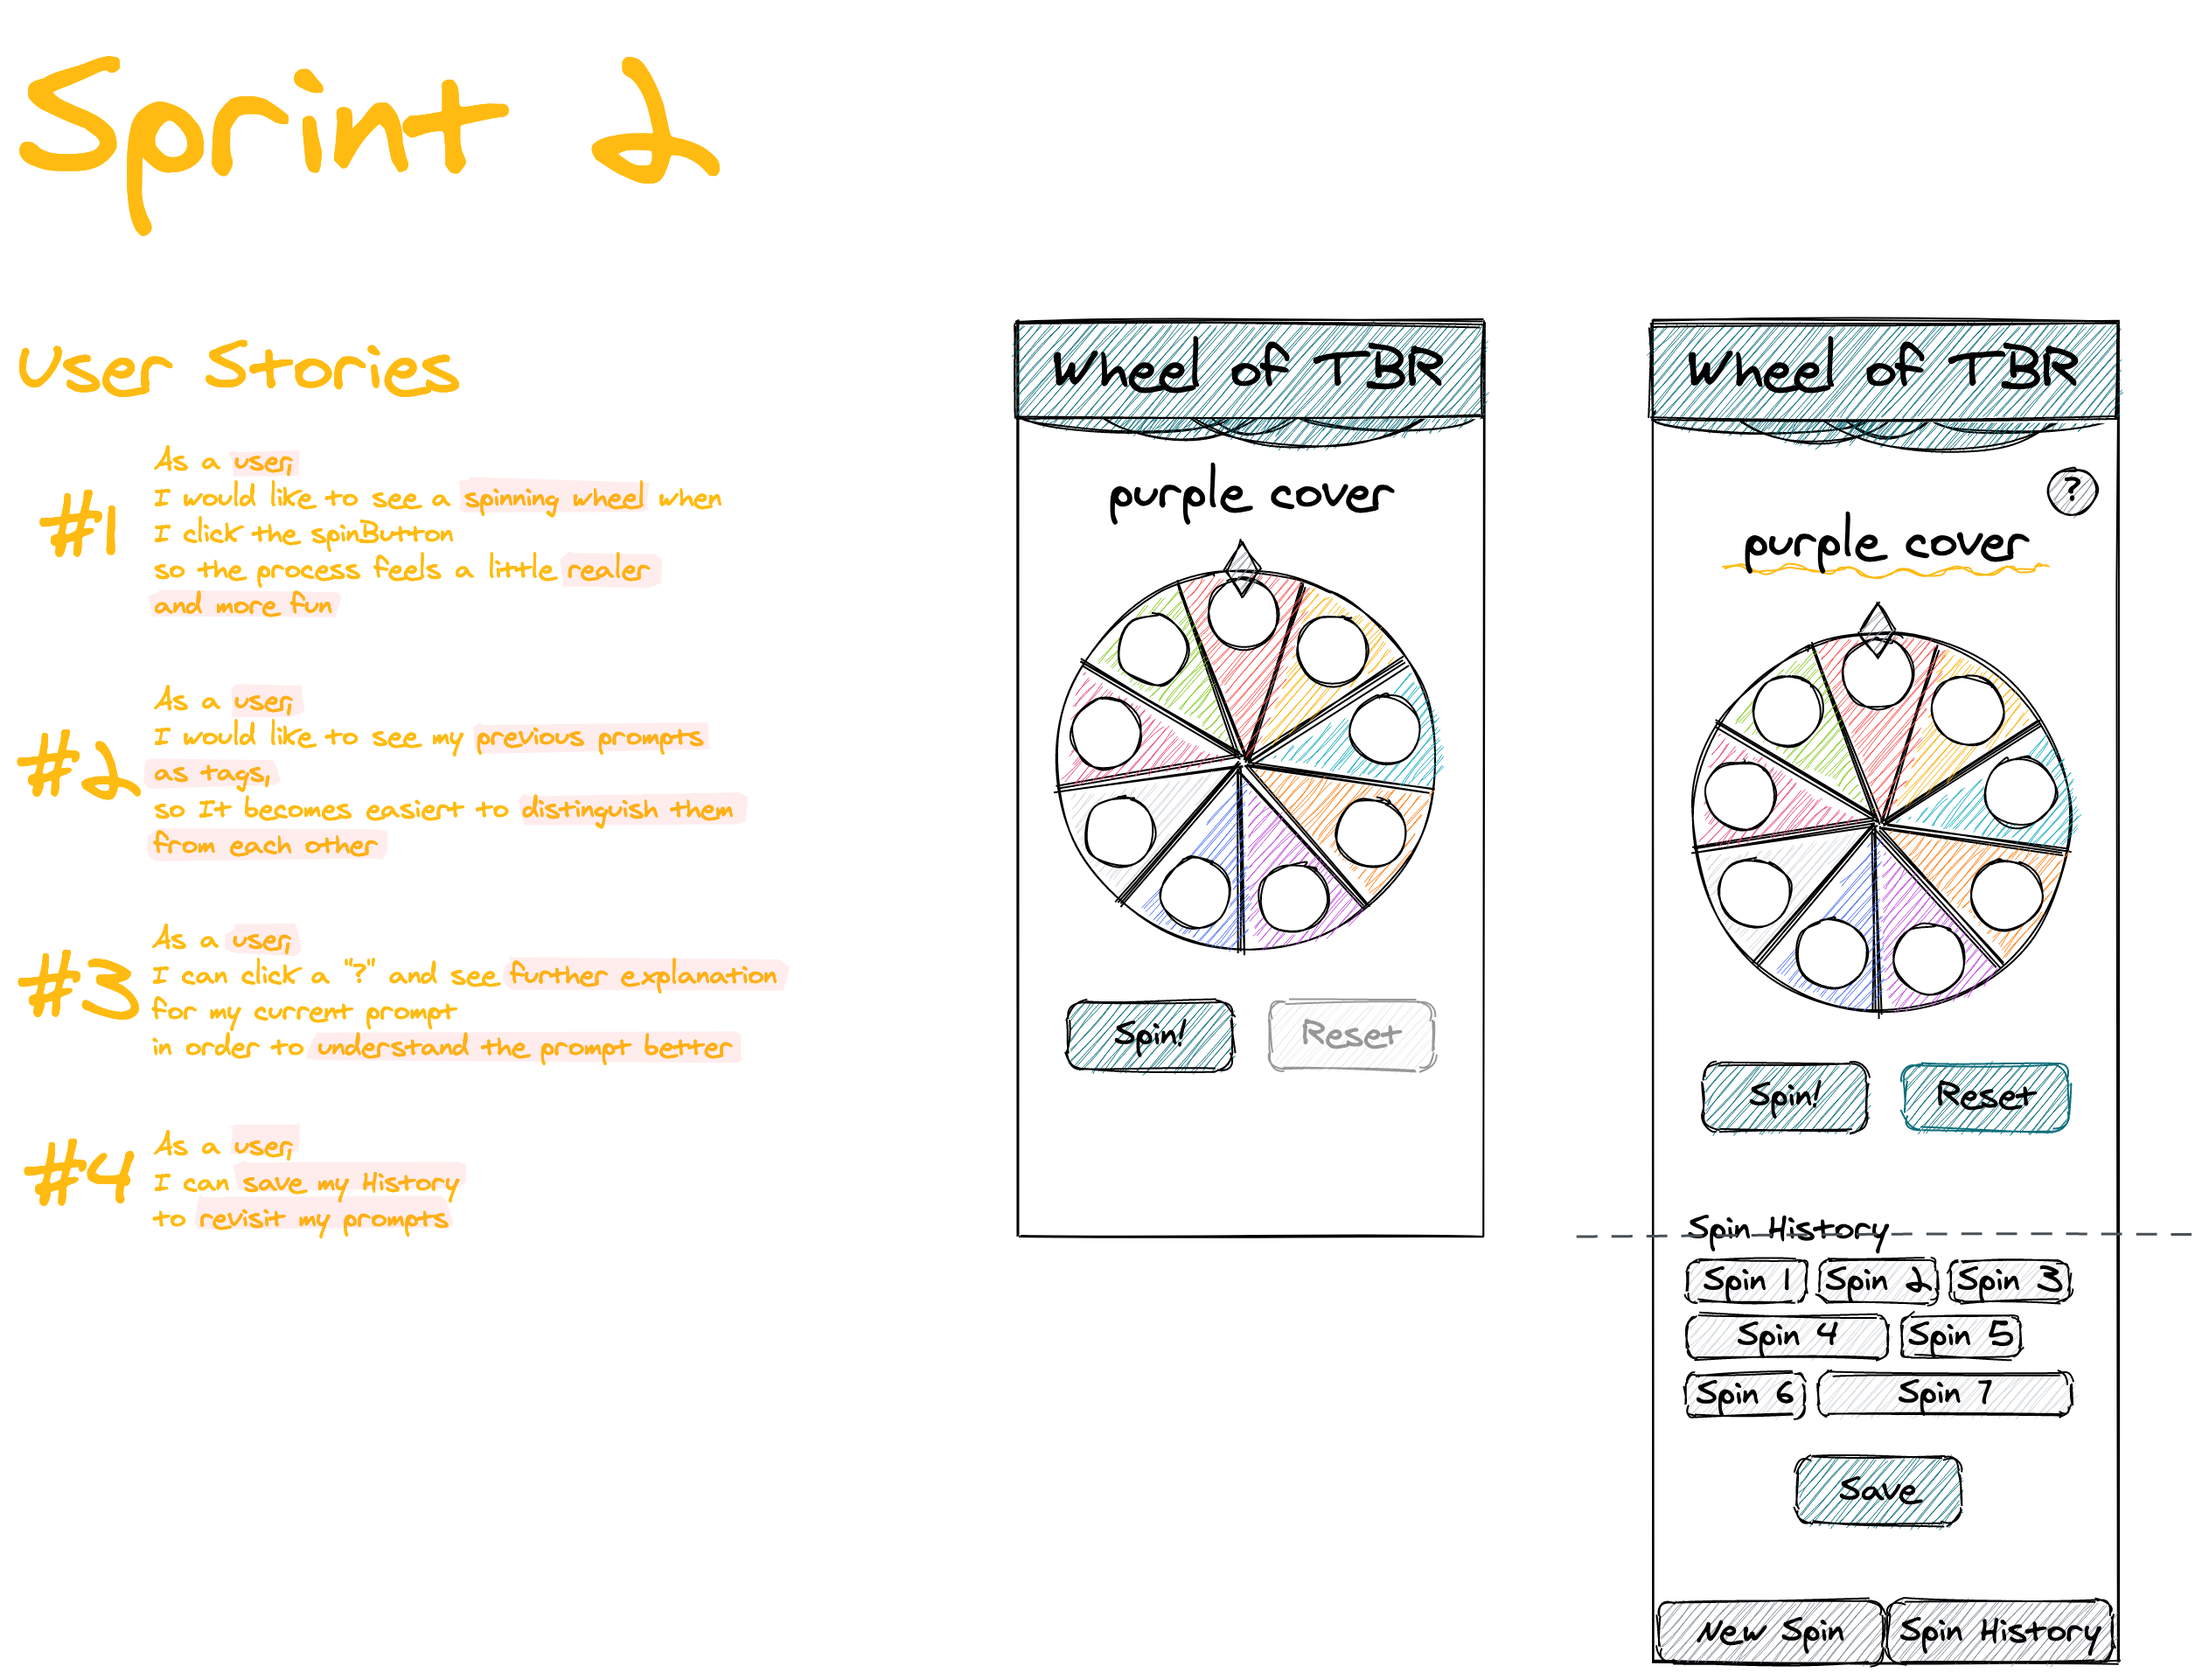 Sprint 2
User Stories
#1
As a user,
I would like to see a spinning wheel when
I click the spinButton
so the process feels a little realer
and more fun
#2
As a user,
I would like to see my previous prompts
as tags,
so It becomes easiert to distinguish them
from each other
#3
As a user,
I can click a "?" and see further explanation
for my current prompt
in order to understand the prompt better
#4
As a user,
I can save my History
to revisit my prompts
Wheel of TBR
purple cover
Spin!
Reset
Wheel of TBR
?
purple cover
Spin!
Reset
Spin History
Spin 1
Spin 2
Spin 3
Spin 4
Spin 5
Spin 6
Spin 7
Save
New Spin
Spin History